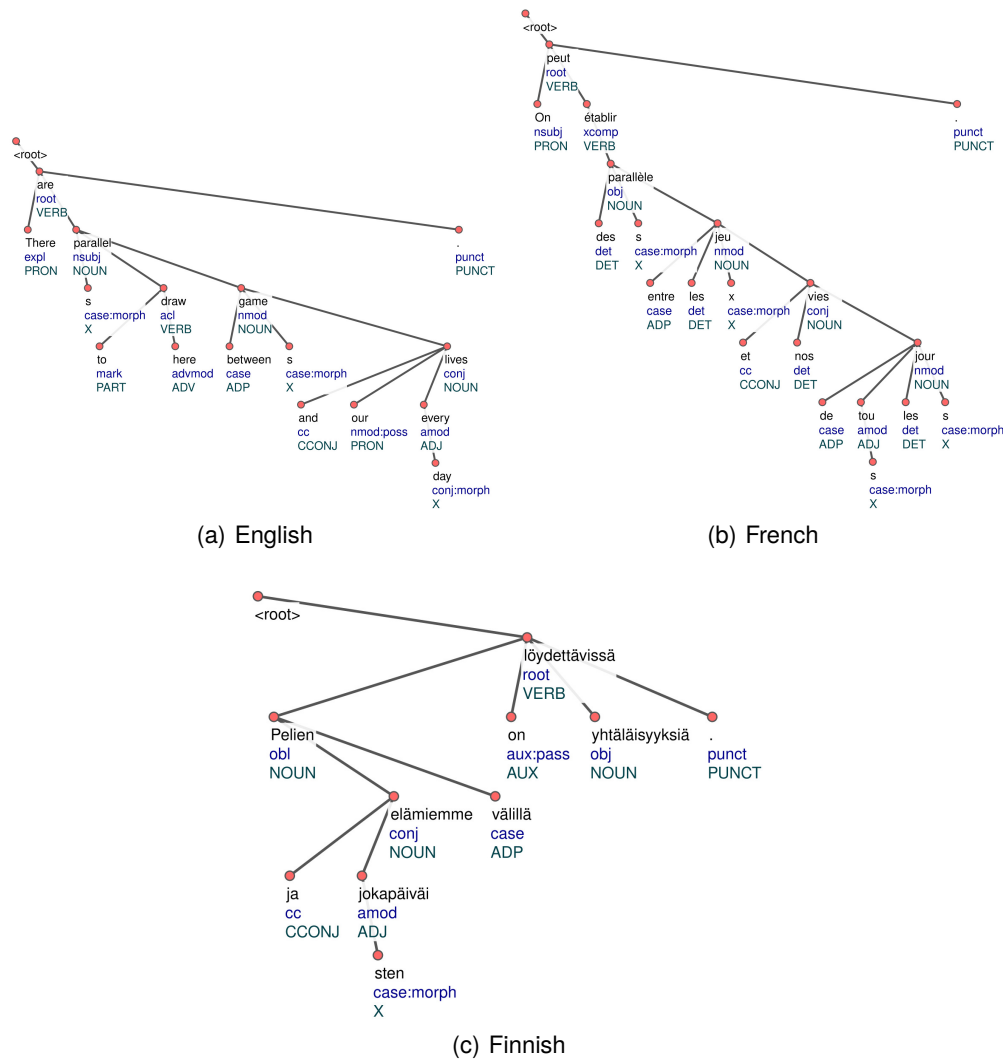 <root>
are
root
VERB
There
expl
PRON
parallel
nsubj
NOUN
.
punct
PUNCT
s
case:morph
X
draw
acl
VERB
game
nmod
NOUN
to
mark
PART
here
advmod
ADV
between
case
ADP
s
case:morph
X
lives
conj
NOUN
and
cc
CCONJ
our
nmod:poss
PRON
every
amod
ADJ
day
conj:morph
X
(a) English
<root>
peut
root
VERB
On
nsubj
PRON
établir
xcomp
VERB
.
punct
PUNCT
parallèle
obj
NOUN
des
det
DET
s
case:morph
X
jeu
nmod
NOUN
entre
case
ADP
les
det
DET
x
case:morph
X
vies
conj
NOUN
et
cc
CCONJ
nos
det
DET
jour
nmod
NOUN
de
case
ADP
tou
amod
ADJ
les
det
DET
s
case:morph
X
s
case:morph
X
(b) French
<root>
löydettävissä
root
VERB
Pelien
obl
NOUN
on
aux:pass
AUX
yhtäläisyyksiä
obj
NOUN
.
punct
PUNCT
elämiemme
conj
NOUN
välillä
case
ADP
ja
cc
CCONJ
jokapäiväi
amod
ADJ
sten
case:morph
X
(c) Finnish